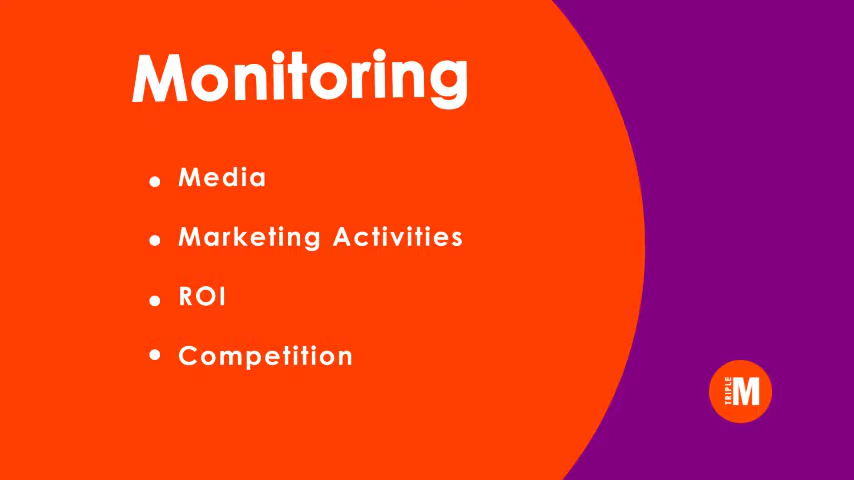 Monitoring
Media
Marketing Activities
ROI
Competition
TRIPLE M